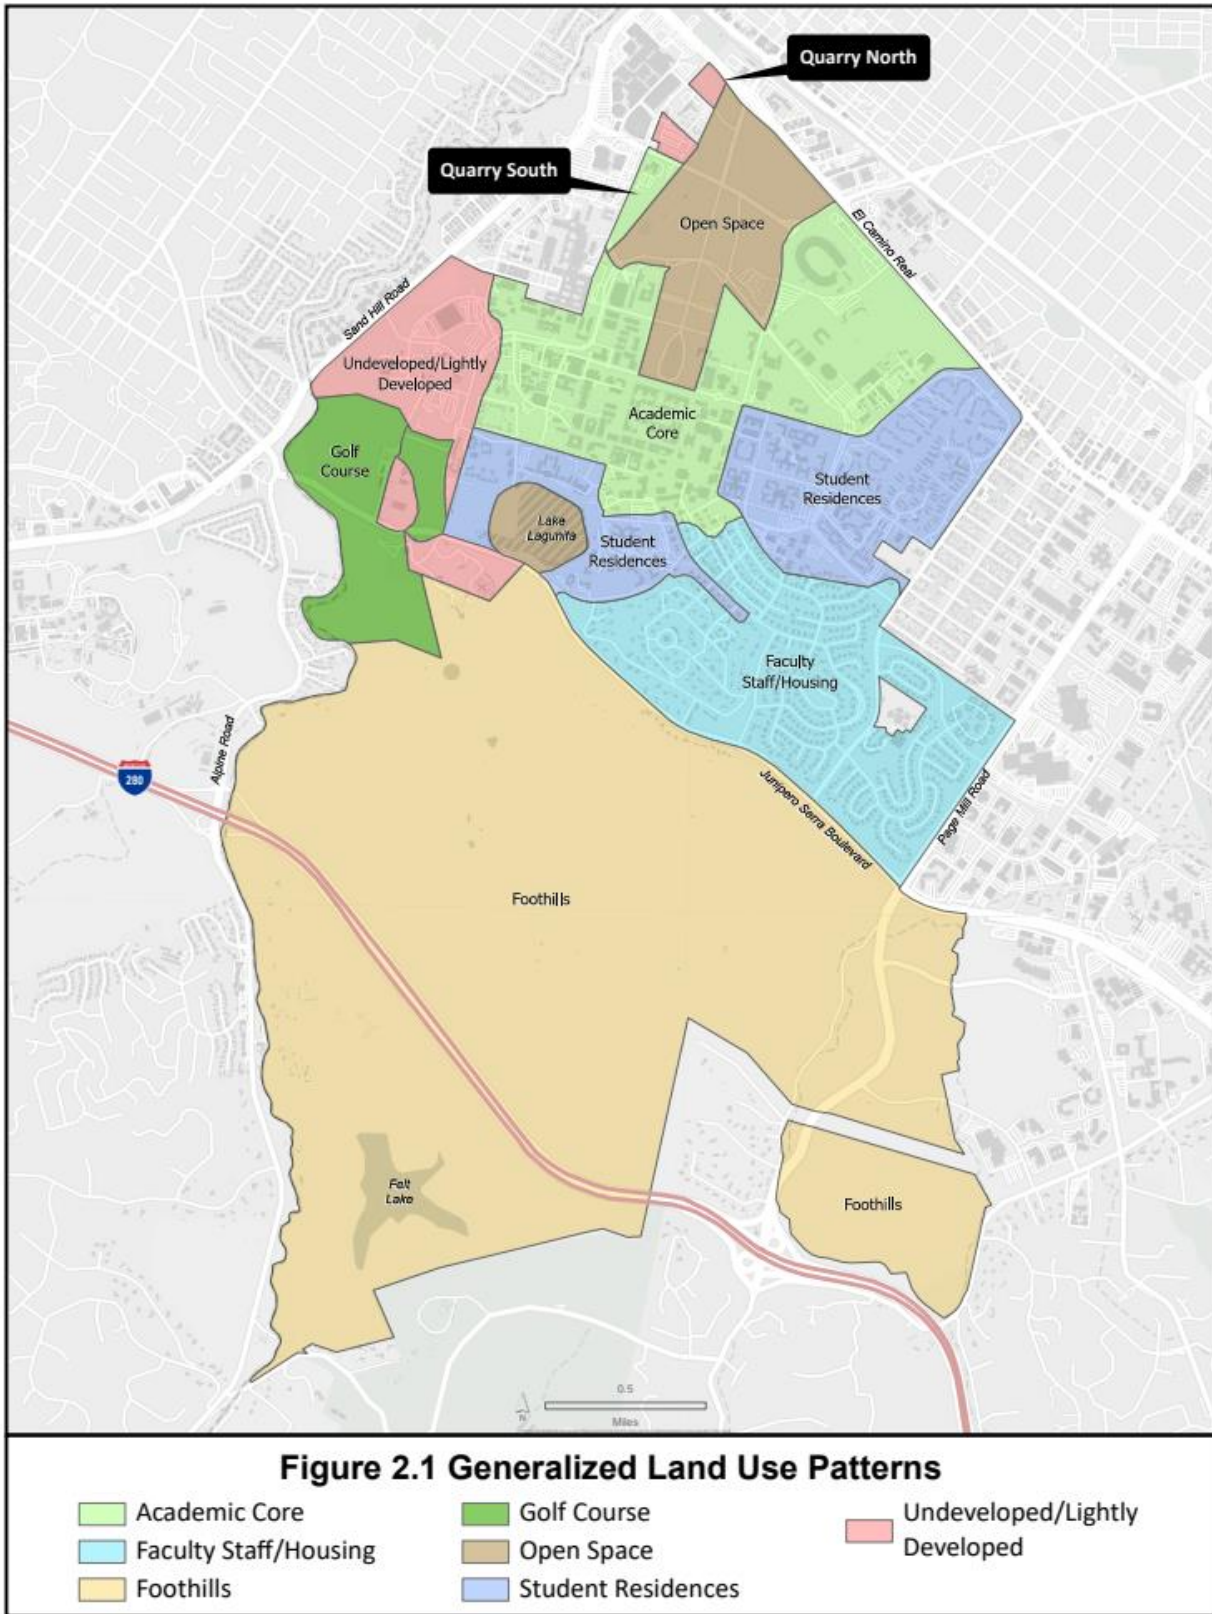 Quarry North
Quarry South
Open Space
El Camino Real
Sand Hill Road
Undeveloped/Lightly
Developed
Academic
Core
Golf
Course
Student
Residences
Lake
Lagunita
Student
Residences
Faculty
Staff/Housing
Alpine Road
280
Junipero Serra Boulevard
Page Mill Road
Foothills
Felt
Lake
Foothills
0.5
N
Miles
Figure 2.1 Generalized Land Use Patterns
Academic Core
Faculty Staff/Housing
Foothills
Golf Course
Open Space
Student Residences
Undeveloped/Lightly
Developed